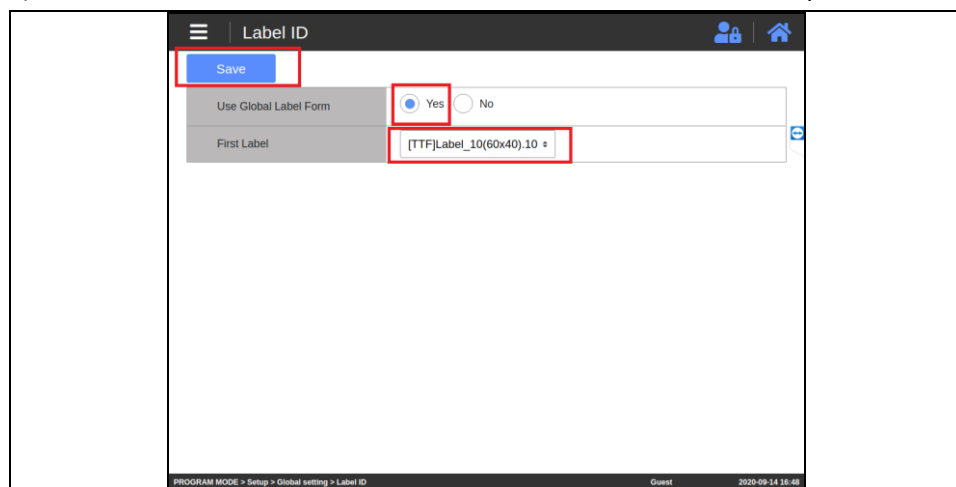 Label ID
Save
Use Global Label Form Yes No
First Label [TTF]Label_10(60x40).10
PROGRAM MODE > Setup > Global setting > Label ID Guest 2020-09-14 16:48